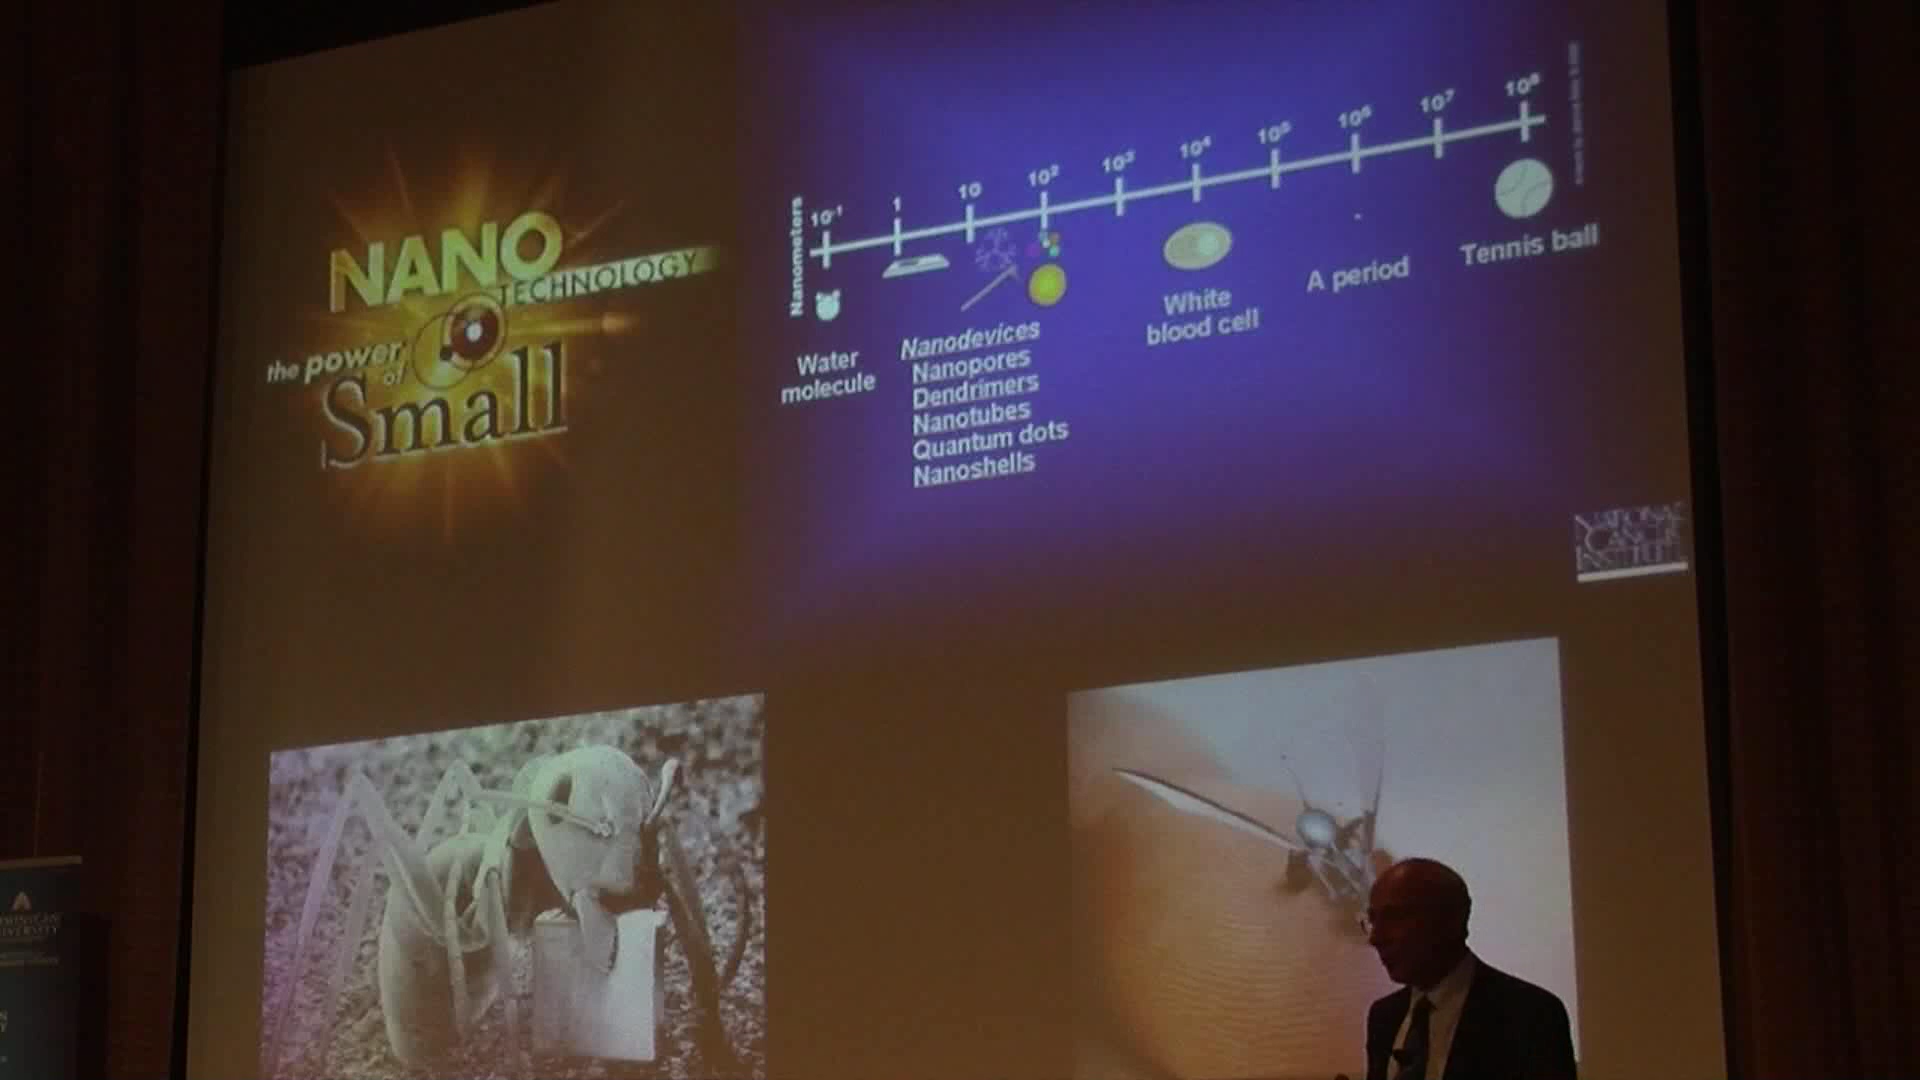 NANO
TECHNOLOGY
the power
of
Small
Nanometers
10⁻¹
1
10
10²
10³
10⁴
10⁵
10⁶
10⁷
10⁸
Water
molecule
Nanodevices
Nanopores
Dendrimers
Nanotubes
Quantum dots
Nanoshells
White
blood cell
A period
Tennis ball
NATIONAL
CANCER
INSTITUTE